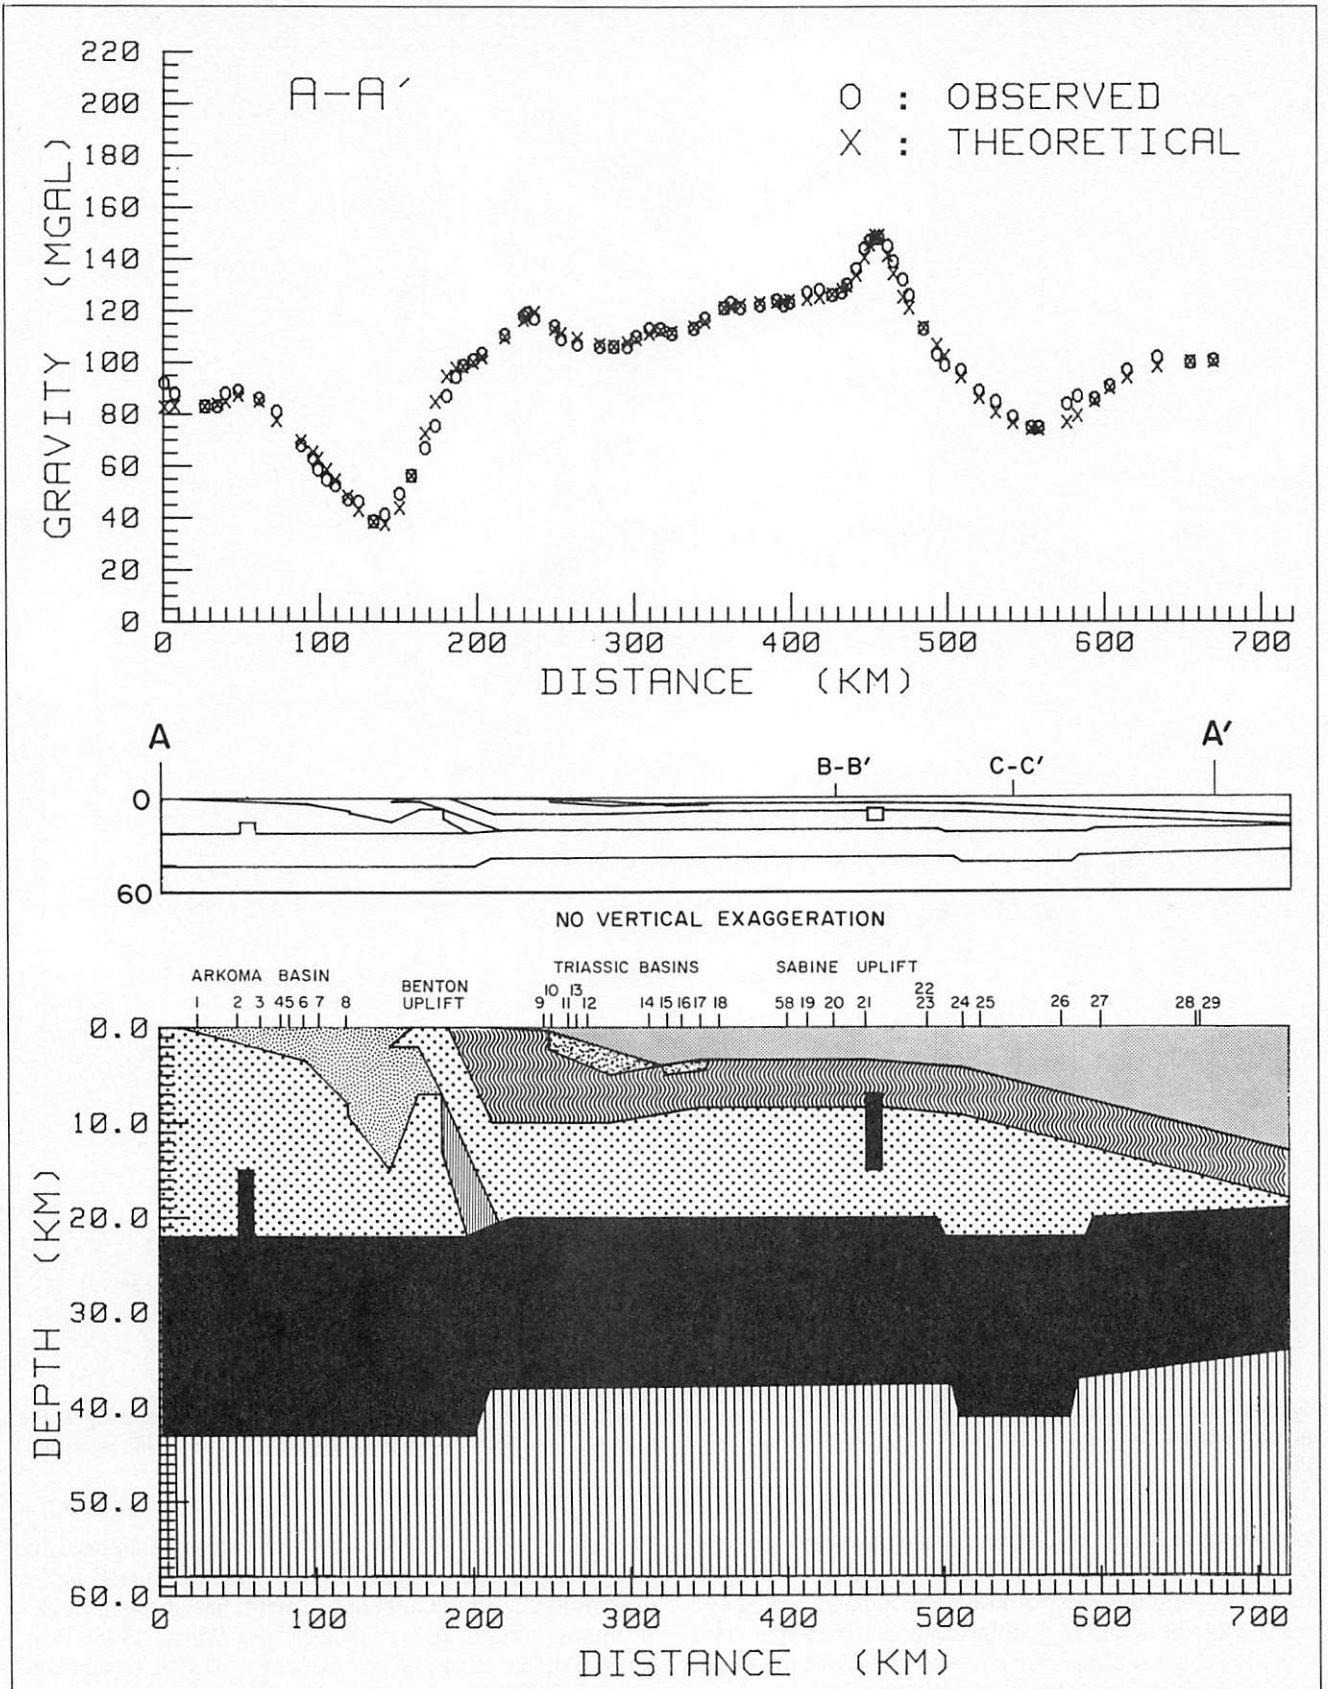 220
A-A'
O : OBSERVED
200
X : THEORETICAL
180
160
140
120
100
80
60
40
20
0
GRAVITY (MGAL)
0 100 200 300 400 500 600 700
DISTANCE (KM)
A A'
B-B' C-C'
0
60
NO VERTICAL EXAGGERATION
ARKOMA BASIN
BENTON UPLIFT
TRIASSIC BASINS
SABINE UPLIFT
1 2 3 4 5 6 7 8 9 10 11 13 12 14 15 16 17 18 58 19 20 21 22 23 24 25 26 27 28 29
0.0
10.0
20.0
30.0
40.0
50.0
60.0
DEPTH (KM)
0 100 200 300 400 500 600 700
DISTANCE (KM)